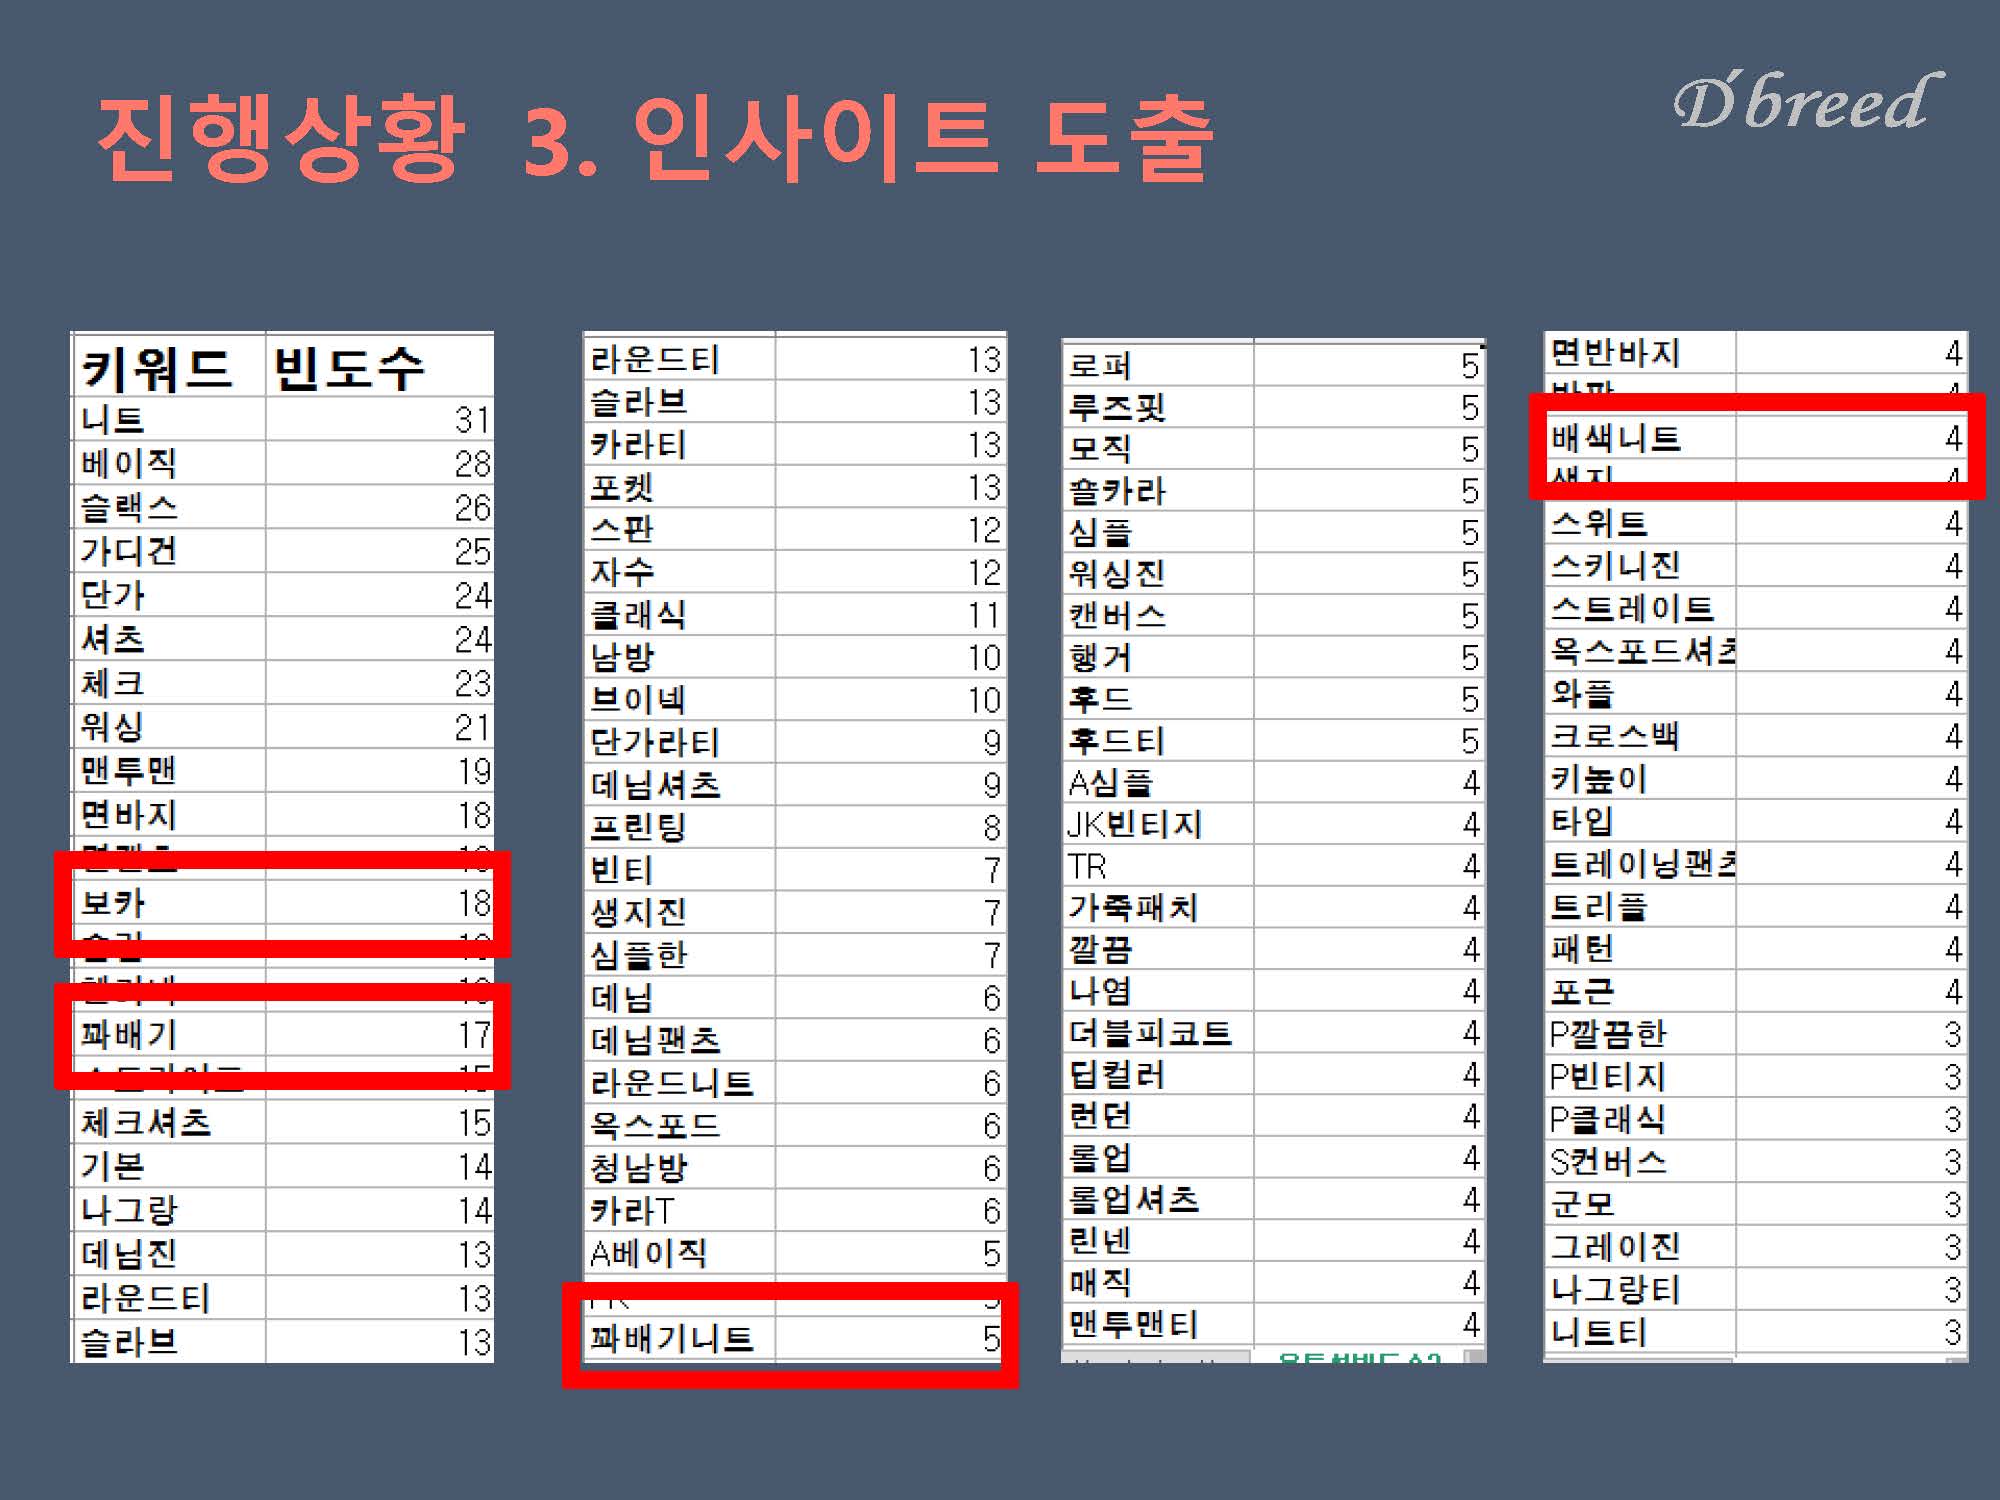 진행상황 3. 인사이트 도출
D'breed
키워드 빈도수
니트 31
베이직 28
슬랙스 26
가디건 25
단가 24
셔츠 24
체크 23
워싱 21
맨투맨 19
면바지 18
보카 18
꽈배기 17
체크셔츠 15
기본 14
나그랑 14
데님진 13
라운드티 13
슬라브 13
라운드티 13
슬라브 13
카라티 13
포켓 13
스판 12
자수 12
클래식 11
남방 10
브이넥 10
단가라티 9
데님셔츠 9
프린팅 8
빈티 7
생지진 7
심플한 7
데님 6
데님팬츠 6
라운드니트 6
옥스포드 6
청남방 6
카라T 6
A베이직 5
꽈배기니트 5
로퍼 5
루즈핏 5
모직 5
숄카라 5
심플 5
워싱진 5
캔버스 5
행거 5
후드 5
후드티 5
A심플 4
JK빈티지 4
TR 4
가죽패치 4
깔끔 4
나염 4
더블피코트 4
딥컬러 4
런던 4
롤업 4
롤업셔츠 4
린넨 4
매직 4
맨투맨티 4
면반바지 4
배색니트 4
스위트 4
스키니진 4
스트레이트 4
옥스포드셔츠 4
와플 4
크로스백 4
키높이 4
타입 4
트레이닝팬츠 4
트리플 4
패턴 4
포근 4
P깔끔한 3
P빈티지 3
P클래식 3
S컨버스 3
군모 3
그레이진 3
나그랑티 3
니트티 3